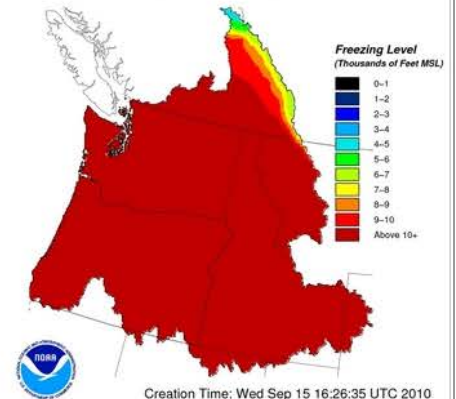 Freezing Level
(Thousands of Feet MSL)
0-1
1-2
2-3
3-4
4-5
5-6
6-7
7-8
8-9
9-10
Above 10+
NOAA
Creation Time: Wed Sep 15 16:26:35 UTC 2010